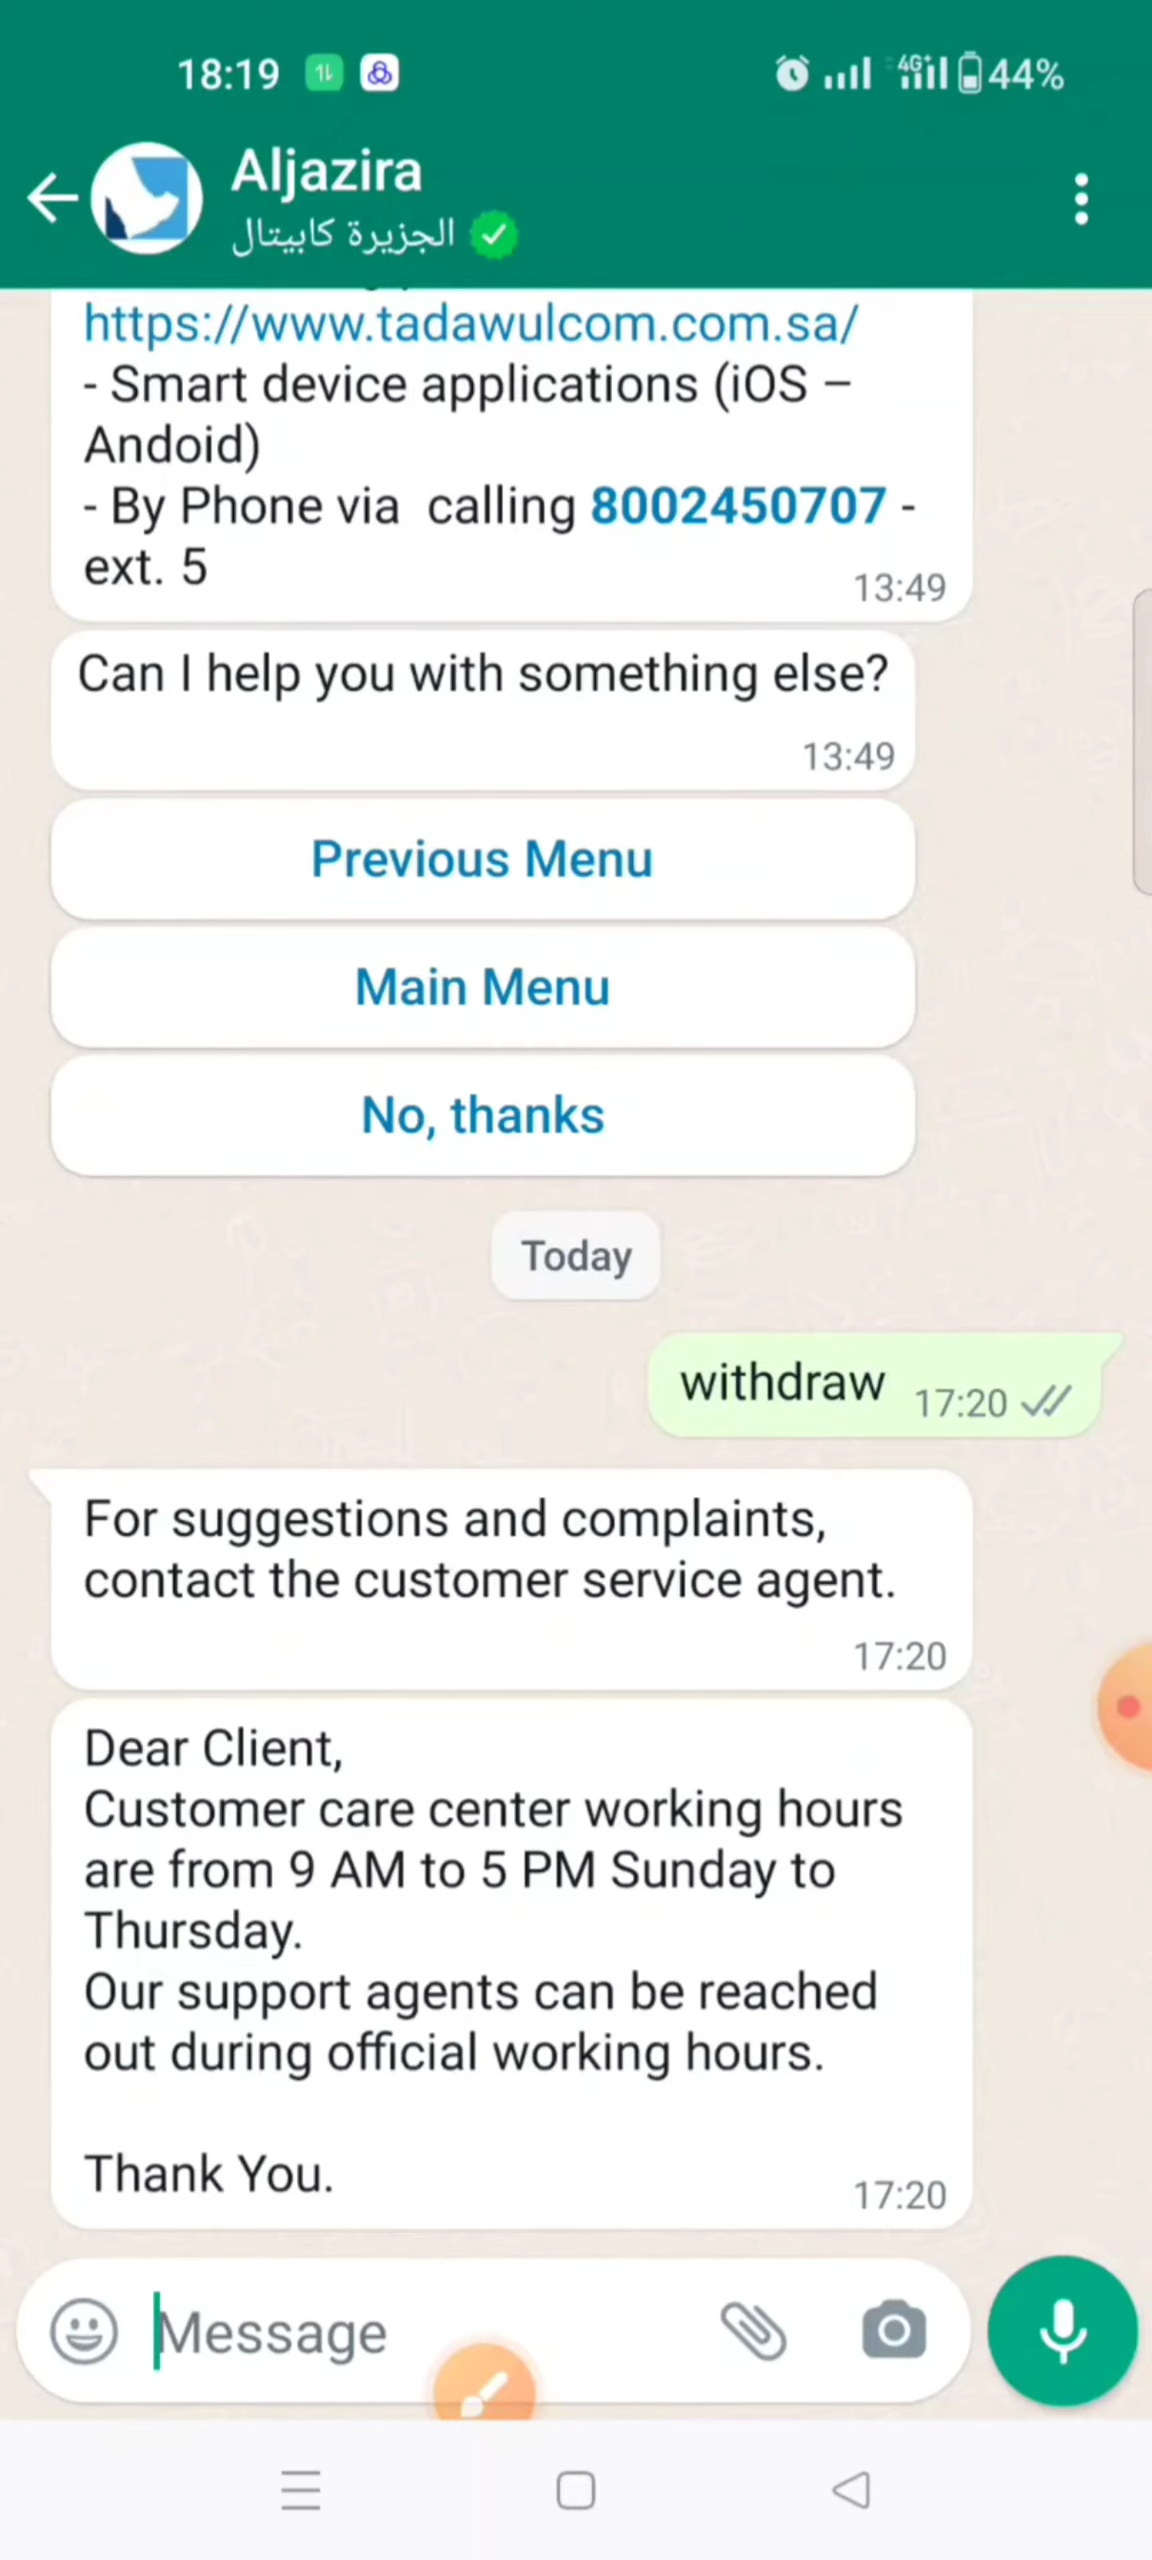 18:19
4G+
44%
Aljazira
الجزيرة كابيتال
https://www.tadawulcom.com.sa/
- Smart device applications (iOS –
Andoid)
- By Phone via  calling 8002450707 -
ext. 5
13:49
Can I help you with something else?
13:49
Previous Menu
Main Menu
No, thanks
Today
withdraw 17:20
For suggestions and complaints,
contact the customer service agent.
17:20
Dear Client,
Customer care center working hours
are from 9 AM to 5 PM Sunday to
Thursday.
Our support agents can be reached
out during official working hours.
Thank You.
17:20
Message